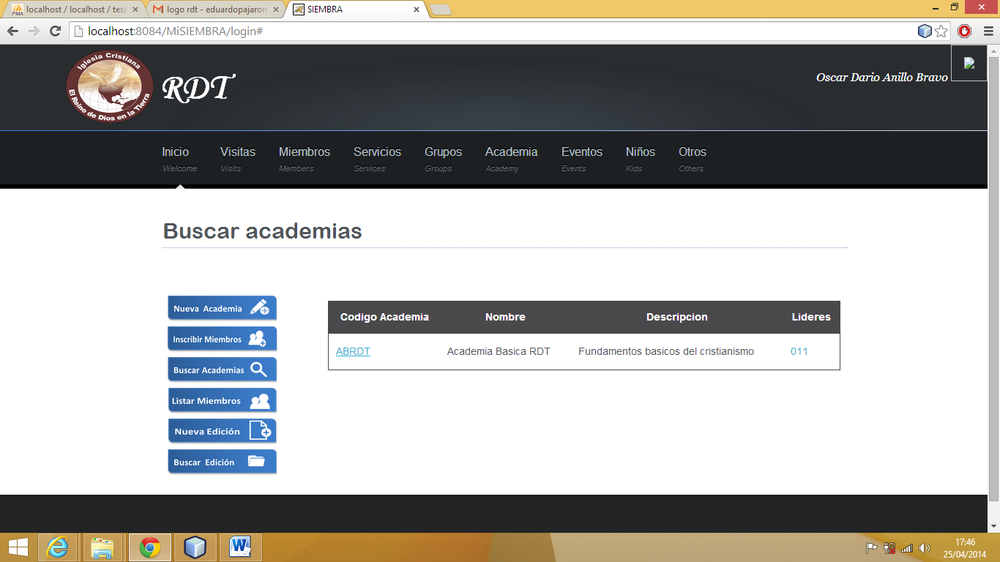 localhost / localhost / tesi
logo rdt - eduardopajarom
SIEMBRA
localhost:8084/MiSIEMBRA/login#
Iglesia Cristiana
El Reino de Dios en la Tierra
RDT
Oscar Dario Anillo Bravo
Inicio Visitas Miembros Servicios Grupos Academia Eventos Niños Otros
Welcome Visits Members Services Groups Academy Events Kids Others
Buscar academias
Nueva Academia
Inscribir Miembros
Buscar Academias
Listar Miembros
Nueva Edición
Buscar Edición
Codigo Academia Nombre Descripcion Lideres
ABRDT Academia Basica RDT Fundamentos basicos del cristianismo 011
17:46
25/04/2014